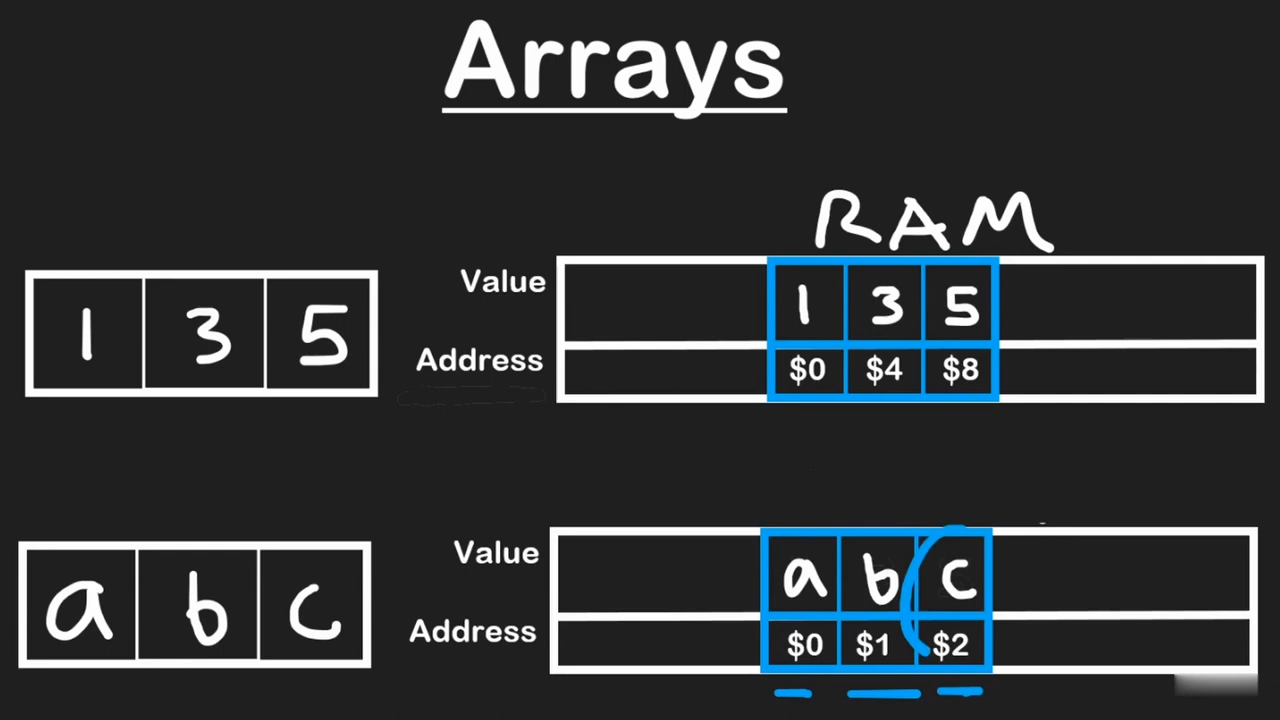 Arrays
RAM
1 3 5
Value
1 3 5
Address
$0 $4 $8
a b c
Value
a b c
Address
$0 $1 $2